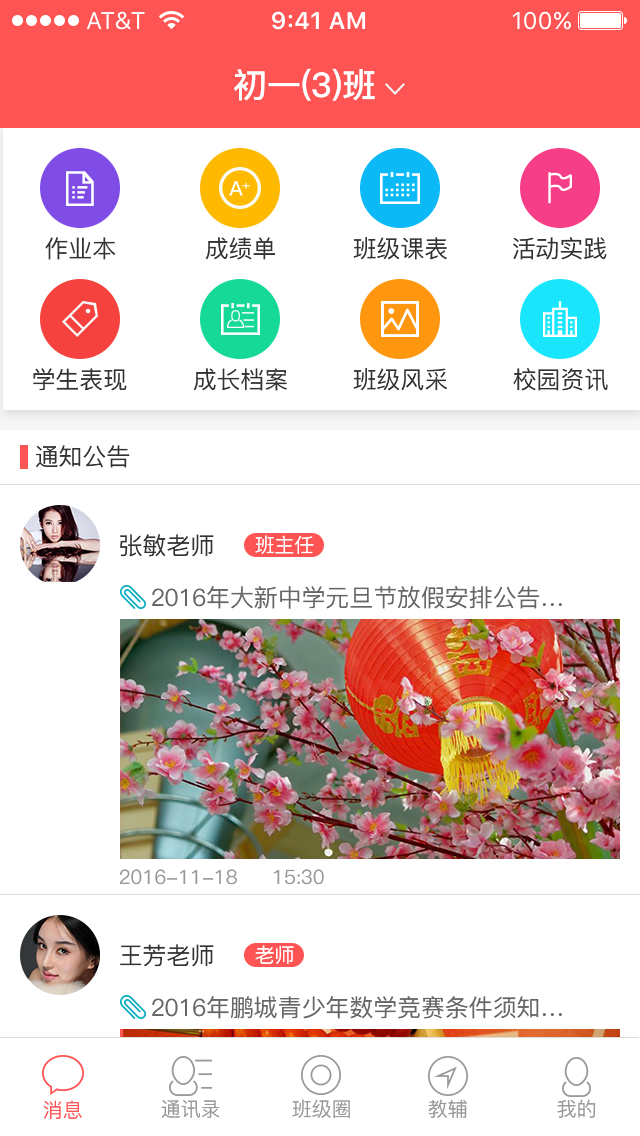 AT&T 9:41 AM 100%
初一(3)班
A+
作业本 成绩单 班级课表 活动实践
学生表现 成长档案 班级风采 校园资讯
通知公告
张敏老师 班主任
2016年大新中学元旦节放假安排公告...
2016-11-18 15:30
王芳老师 老师
2016年鹏城青少年数学竞赛条件须知...
消息 通讯录 班级圈 教辅 我的